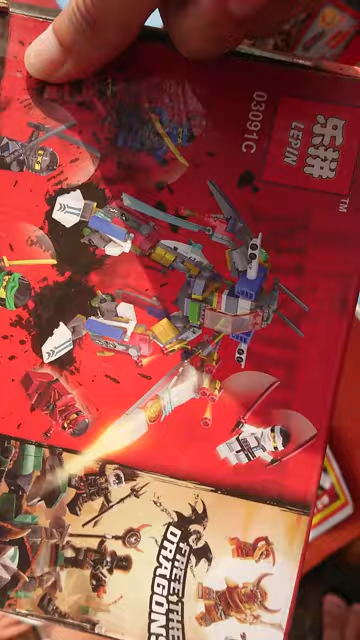 乐拼
LEPIN
TM
03091C
FREE THE
DRAGONS